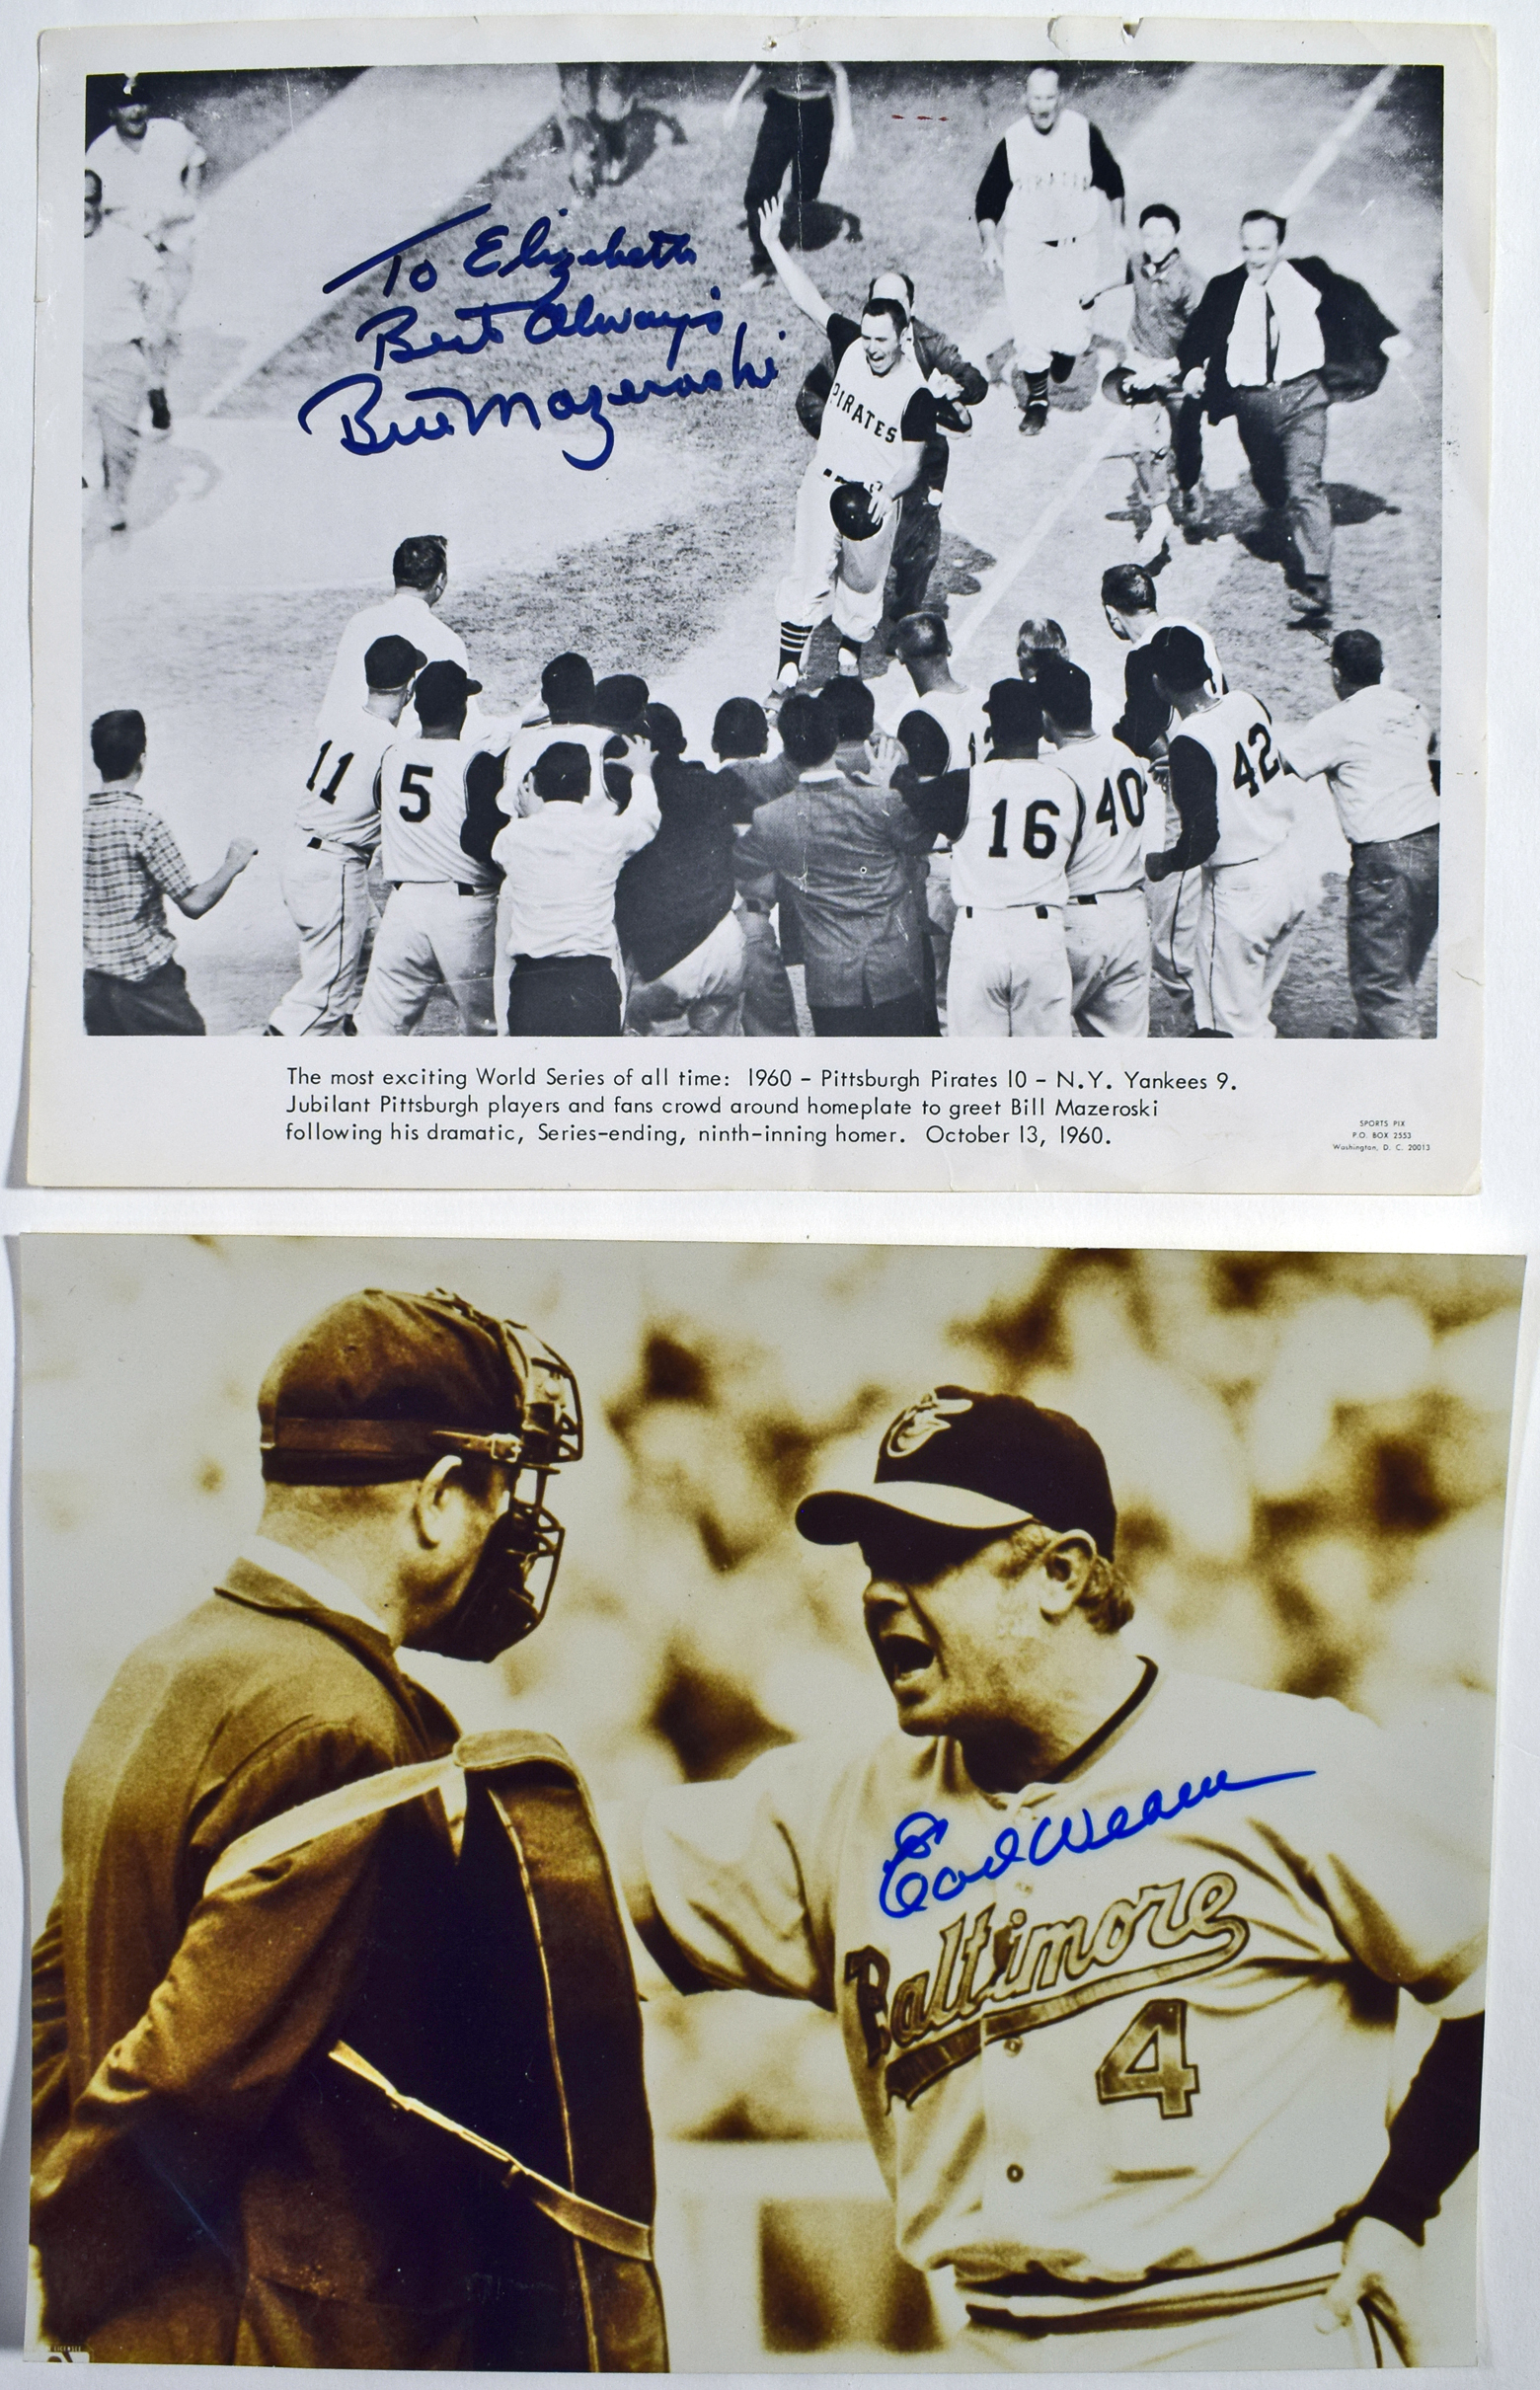 To Elizabeth
Best Always,
Bill Mazeroski
PIRATES
PIRATES
11
5
16
40
42
The most exciting World Series of all time: 1960 - Pittsburgh Pirates 10 - N.Y. Yankees 9.
Jubilant Pittsburgh players and fans crowd around homeplate to greet Bill Mazeroski
following his dramatic, Series-ending, ninth-inning homer. October 13, 1960.
SPORTS PIX
P.O. BOX 2553
Washington, D. C. 20013
Earl Weaver
Baltimore
4